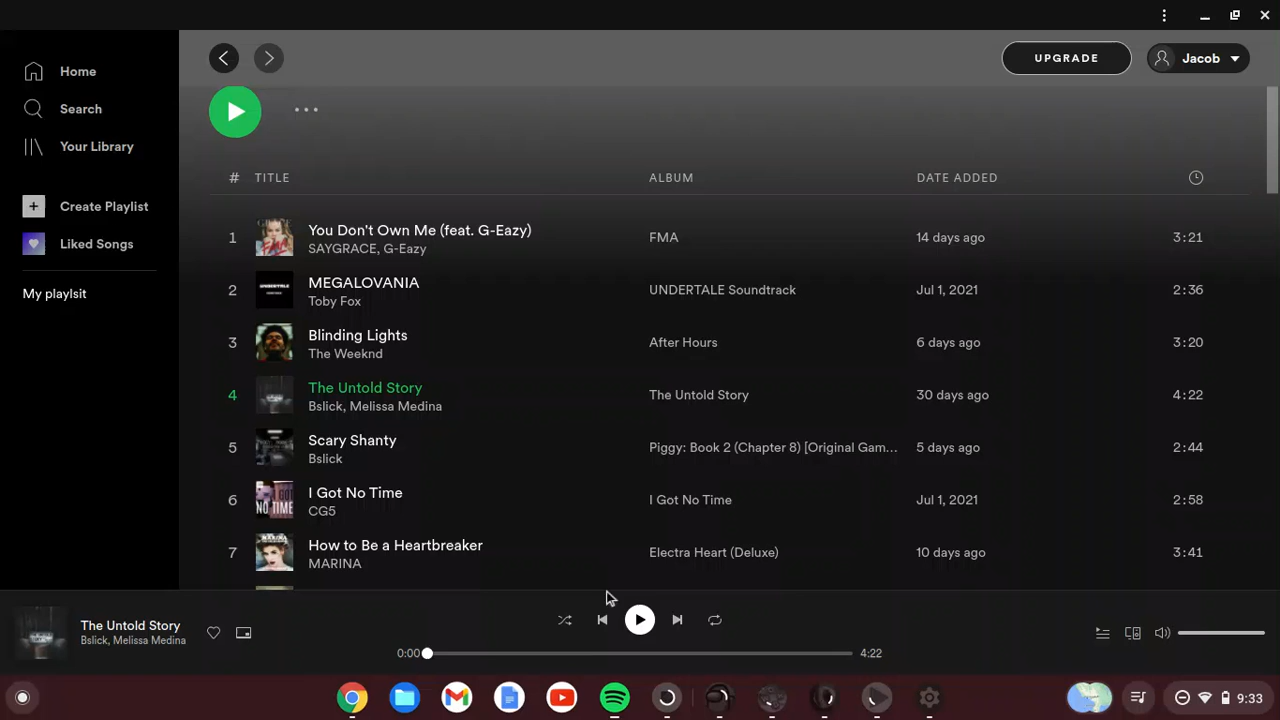 Home
Search
Your Library
Create Playlist
Liked Songs
My playlsit
UPGRADE
Jacob
# TITLE ALBUM DATE ADDED
1 You Don't Own Me (feat. G-Eazy) FMA 14 days ago 3:21
SAYGRACE, G-Eazy
2 MEGALOVANIA UNDERTALE Soundtrack Jul 1, 2021 2:36
Toby Fox
3 Blinding Lights After Hours 6 days ago 3:20
The Weeknd
4 The Untold Story The Untold Story 30 days ago 4:22
Bslick, Melissa Medina
5 Scary Shanty Piggy: Book 2 (Chapter 8) [Original Gam... 5 days ago 2:44
Bslick
6 I Got No Time I Got No Time Jul 1, 2021 2:58
CG5
7 How to Be a Heartbreaker Electra Heart (Deluxe) 10 days ago 3:41
MARINA
The Untold Story
Bslick, Melissa Medina
0:00 4:22
9:33